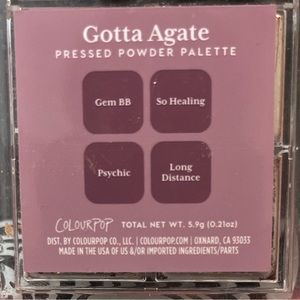 Gotta Agate
PRESSED POWDER PALETTE
Gem BB
So Healing
Psychic
Long
Distance
COLOURPOP TOTAL NET WT. 5.9g (0.21oz)
DIST. BY COLOURPOP CO., LLC. | COLOURPOP.COM | OXNARD, CA 93033
MADE IN THE USA OF US &/OR IMPORTED INGREDIENTS/PARTS